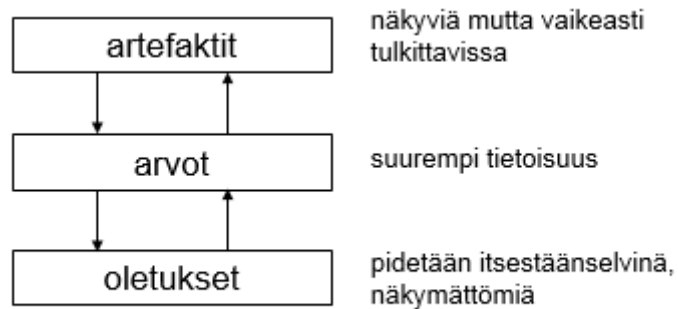 artefaktit
näkyviä mutta vaikeasti
tulkittavissa
arvot
suurempi tietoisuus
oletukset
pidetään itsestäänselvinä,
näkymättömiä